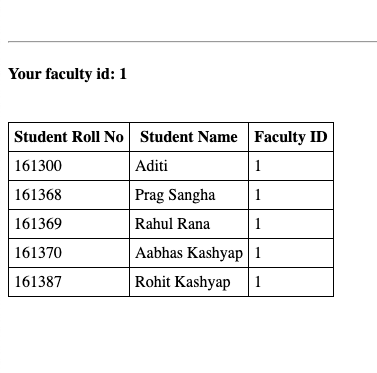 Your faculty id: 1
Student Roll No Student Name Faculty ID
161300 Aditi 1
161368 Prag Sangha 1
161369 Rahul Rana 1
161370 Aabhas Kashyap 1
161387 Rohit Kashyap 1